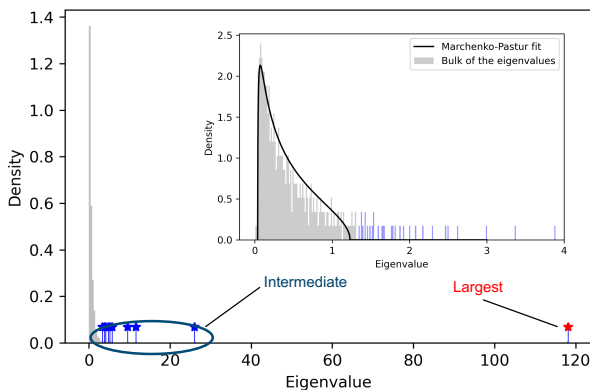 1.4
1.2
1.0
0.8
0.6
0.4
0.2
0.0
Density
0 20 40 60 80 100 120
Eigenvalue
2.5
2.0
1.5
1.0
0.5
0.0
Density
0 1 2 3 4
Eigenvalue
Marchenko-Pastur fit
Bulk of the eigenvalues
Intermediate
Largest